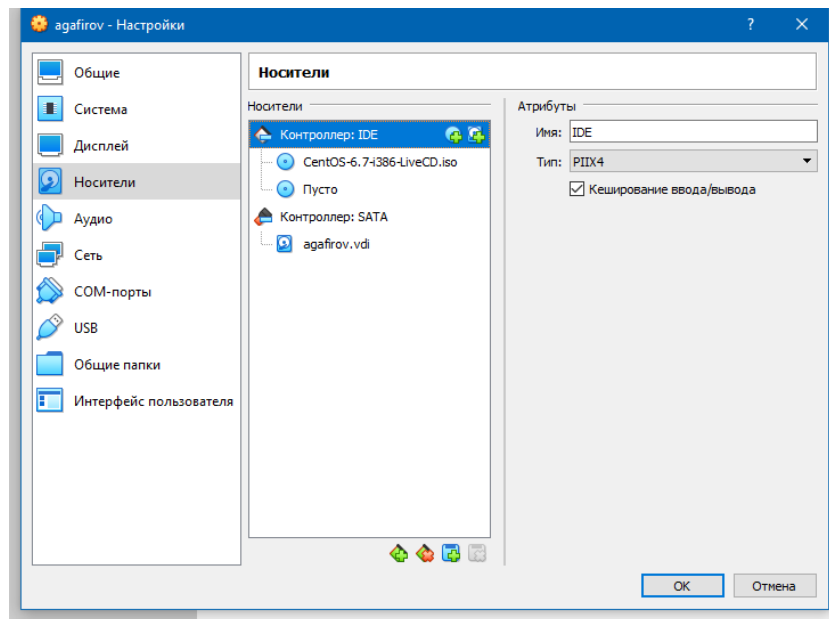 agafirov - Настройки
?
Общие
Система
Дисплей
Носители
Аудио
Сеть
COM-порты
USB
Общие папки
Интерфейс пользователя
Носители
Носители
Контроллер: IDE
CentOS-6.7-i386-LiveCD.iso
Пусто
Контроллер: SATA
agafirov.vdi
Атрибуты
Имя: IDE
Тип: PIIX4
Кеширование ввода/вывода
OK
Отмена